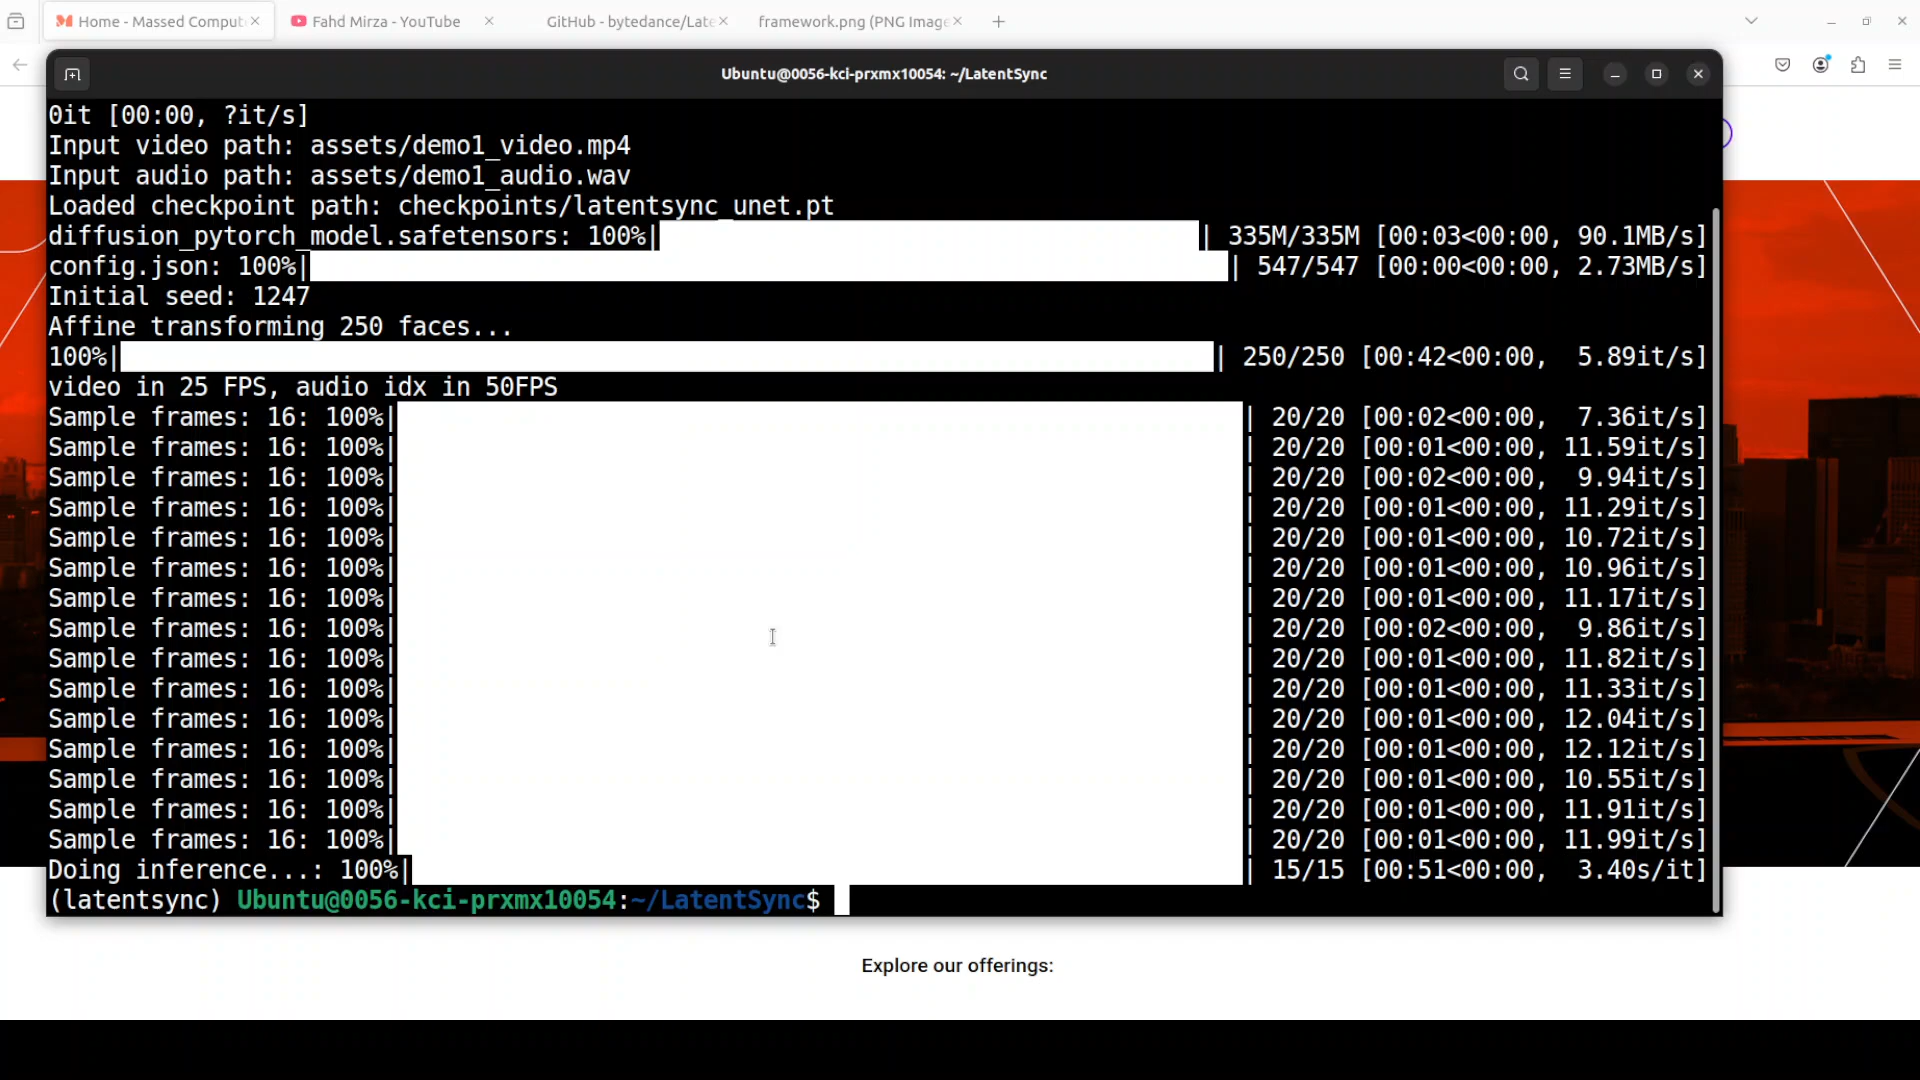 Home - Massed Comput
Fahd Mirza - YouTube
GitHub - bytedance/Late
framework.png (PNG Image
Ubuntu@0056-kci-prxmx10054: ~/LatentSync
0it [00:00, ?it/s]
Input video path: assets/demo1_video.mp4
Input audio path: assets/demo1_audio.wav
Loaded checkpoint path: checkpoints/latentsync_unet.pt
diffusion_pytorch_model.safetensors: 100%| | 335M/335M [00:03<00:00, 90.1MB/s]
config.json: 100%| | 547/547 [00:00<00:00, 2.73MB/s]
Initial seed: 1247
Affine transforming 250 faces...
100%| | 250/250 [00:42<00:00, 5.89it/s]
video in 25 FPS, audio idx in 50FPS
Sample frames: 16: 100%| | 20/20 [00:02<00:00, 7.36it/s]
Sample frames: 16: 100%| | 20/20 [00:01<00:00, 11.59it/s]
Sample frames: 16: 100%| | 20/20 [00:02<00:00, 9.94it/s]
Sample frames: 16: 100%| | 20/20 [00:01<00:00, 11.29it/s]
Sample frames: 16: 100%| | 20/20 [00:01<00:00, 10.72it/s]
Sample frames: 16: 100%| | 20/20 [00:01<00:00, 10.96it/s]
Sample frames: 16: 100%| | 20/20 [00:01<00:00, 11.17it/s]
Sample frames: 16: 100%| | 20/20 [00:02<00:00, 9.86it/s]
Sample frames: 16: 100%| | 20/20 [00:01<00:00, 11.82it/s]
Sample frames: 16: 100%| | 20/20 [00:01<00:00, 11.33it/s]
Sample frames: 16: 100%| | 20/20 [00:01<00:00, 12.04it/s]
Sample frames: 16: 100%| | 20/20 [00:01<00:00, 12.12it/s]
Sample frames: 16: 100%| | 20/20 [00:01<00:00, 10.55it/s]
Sample frames: 16: 100%| | 20/20 [00:01<00:00, 11.91it/s]
Sample frames: 16: 100%| | 20/20 [00:01<00:00, 11.99it/s]
Doing inference...: 100%| | 15/15 [00:51<00:00, 3.40s/it]
(latentsync) Ubuntu@0056-kci-prxmx10054:~/LatentSync$
Explore our offerings: